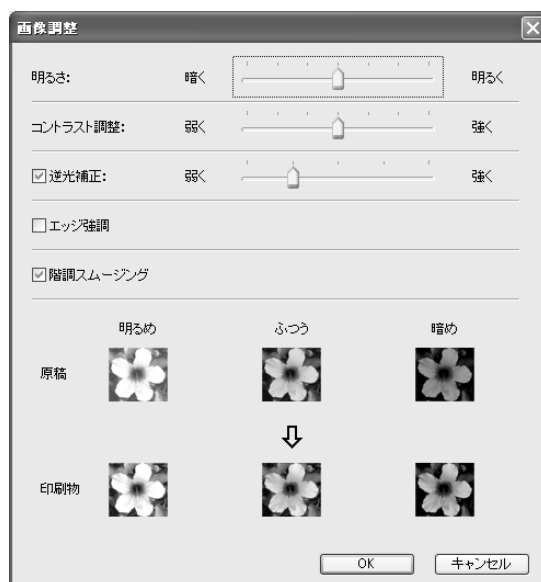 画像調整
明るさ: 暗く 明るく
コントラスト調整: 弱く 強く
逆光補正: 弱く 強く
エッジ強調
階調スムージング
明るめ ふつう 暗め
原稿
印刷物
OK キャンセル